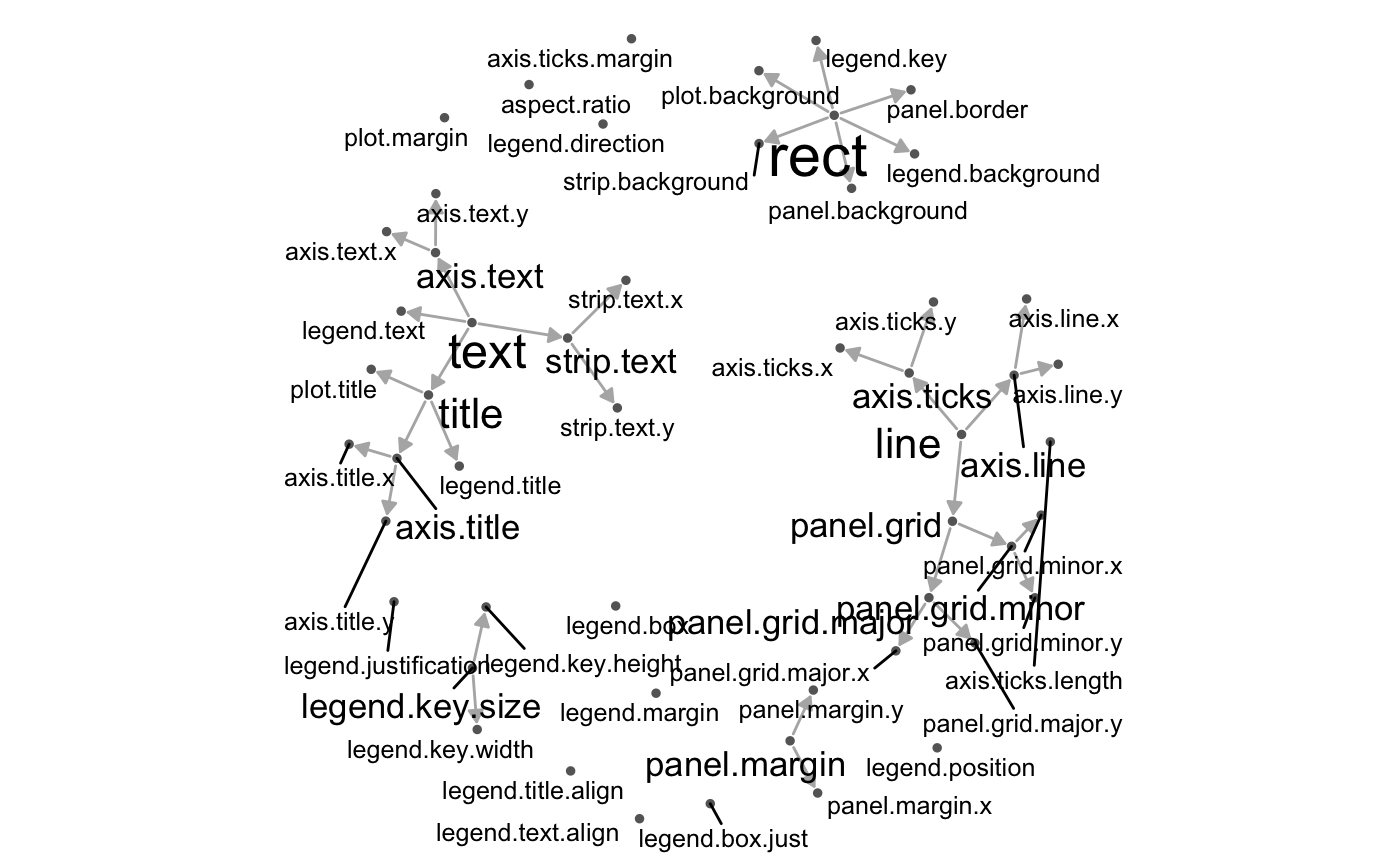 axis.ticks.margin
legend.key
plot.background
aspect.ratio
panel.border
plot.margin
legend.direction
rect
strip.background
legend.background
panel.background
axis.text.y
axis.text.x
axis.text
strip.text.x
legend.text
text
strip.text
axis.ticks.y
axis.line.x
axis.ticks.x
plot.title
title
strip.text.y
axis.ticks
axis.line.y
line
axis.line
axis.title.x
legend.title
axis.title
panel.grid
panel.grid.minor.x
axis.title.y
legend.box
panel.grid.major
panel.grid.minor
panel.grid.minor.y
legend.justification
legend.key.height
panel.grid.major.x
axis.ticks.length
legend.key.size
legend.margin
panel.margin.y
panel.grid.major.y
legend.key.width
panel.margin
legend.position
legend.title.align
panel.margin.x
legend.text.align
legend.box.just